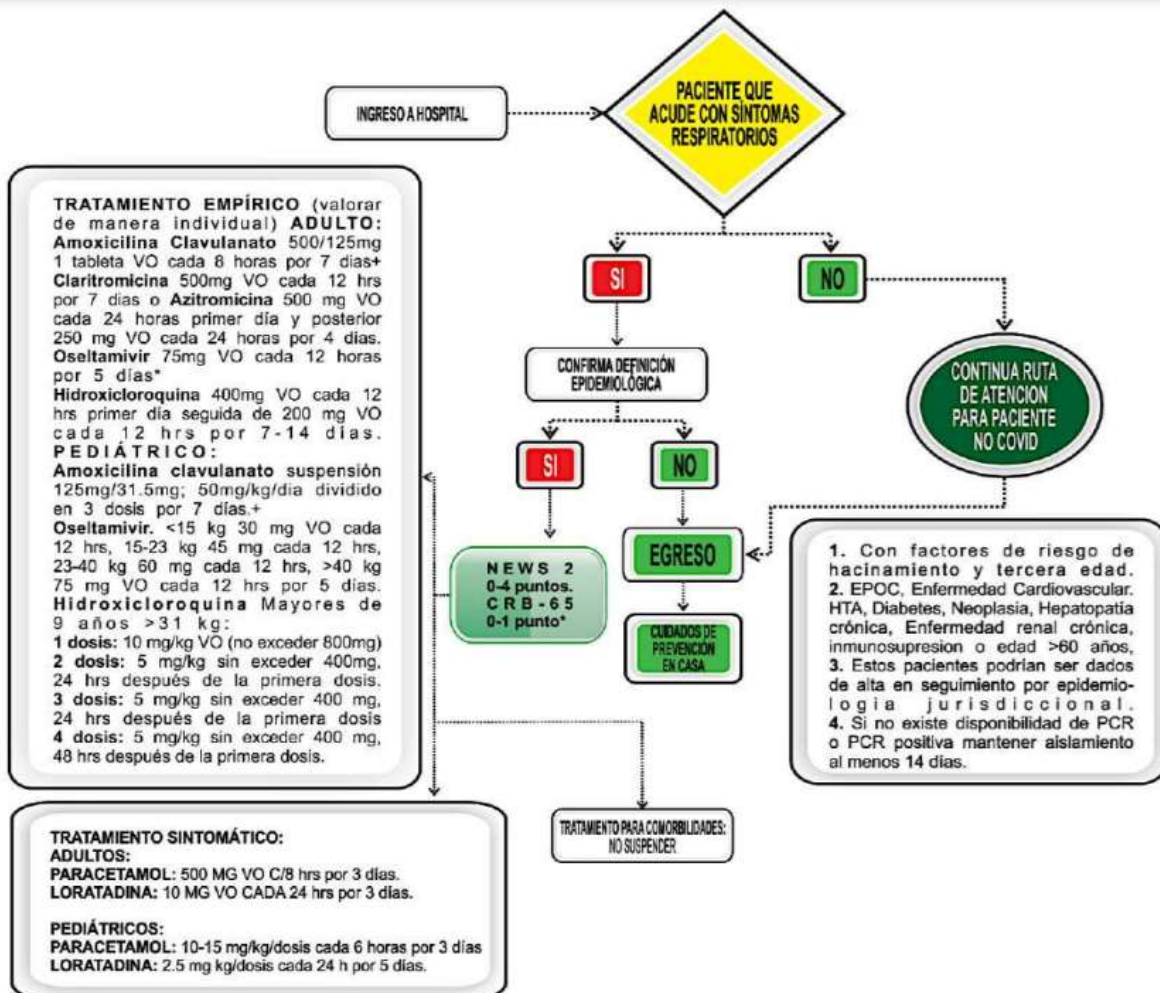 INGRESO A HOSPITAL
PACIENTE QUE
ACUDE CON SÍNTOMAS
RESPIRATORIOS
SI
NO
CONFIRMA DEFINICIÓN
EPIDEMIOLÓGICA
SI
NO
CONTINUA RUTA
DE ATENCION
PARA PACIENTE
NO COVID
NEWS 2
0-4 puntos.
CRB-65
0-1 punto*
EGRESO
CUIDADOS DE
PREVENCIÓN
EN CASA
TRATAMIENTO EMPÍRICO (valorar
de manera individual) ADULTO:
Amoxicilina Clavulanato 500/125mg
1 tableta VO cada 8 horas por 7 días+
Claritromicina 500mg VO cada 12 hrs
por 7 dias o Azitromicina 500 mg VO
cada 24 horas primer día y posterior
250 mg VO cada 24 horas por 4 días.
Oseltamivir 75mg VO cada 12 horas
por 5 días*
Hidroxicloroquina 400mg VO cada 12
hrs primer dia seguida de 200 mg VO
cada 12 hrs por 7-14 días.
PEDIÁTRICO:
Amoxicilina clavulanato suspensión
125mg/31.5mg; 50mg/kg/dia dividido
en 3 dosis por 7 días.+
Oseltamivir. <15 kg 30 mg VO cada
12 hrs, 15-23 kg 45 mg cada 12 hrs,
23-40 kg 60 mg cada 12 hrs, >40 kg
75 mg VO cada 12 hrs por 5 días.
Hidroxicloroquina Mayores de
9 años >31 kg:
1 dosis: 10 mg/kg VO (no exceder 800mg)
2 dosis: 5 mg/kg sin exceder 400mg,
24 hrs después de la primera dosis.
3 dosis: 5 mg/kg sin exceder 400 mg,
24 hrs después de la primera dosis
4 dosis: 5 mg/kg sin exceder 400 mg,
48 hrs después de la primera dosis.
1. Con factores de riesgo de
hacinamiento y tercera edad.
2. EPOC, Enfermedad Cardiovascular.
HTA, Diabetes, Neoplasia, Hepatopatía
crónica, Enfermedad renal crónica,
inmunosupresion o edad >60 años,
3. Estos pacientes podrían ser dados
de alta en seguimiento por epidemio-
logia jurisdiccional.
4. Si no existe disponibilidad de PCR
o PCR positiva mantener aislamiento
al menos 14 dias.
TRATAMIENTO SINTOMÁTICO:
ADULTOS:
PARACETAMOL: 500 MG VO C/8 hrs por 3 días.
LORATADINA: 10 MG VO CADA 24 hrs por 3 días.
PEDIÁTRICOS:
PARACETAMOL: 10-15 mg/kg/dosis cada 6 horas por 3 días
LORATADINA: 2.5 mg kg/dosis cada 24 h por 5 días.
TRATAMIENTO PARA COMORBILIDADES:
NO SUSPENDER